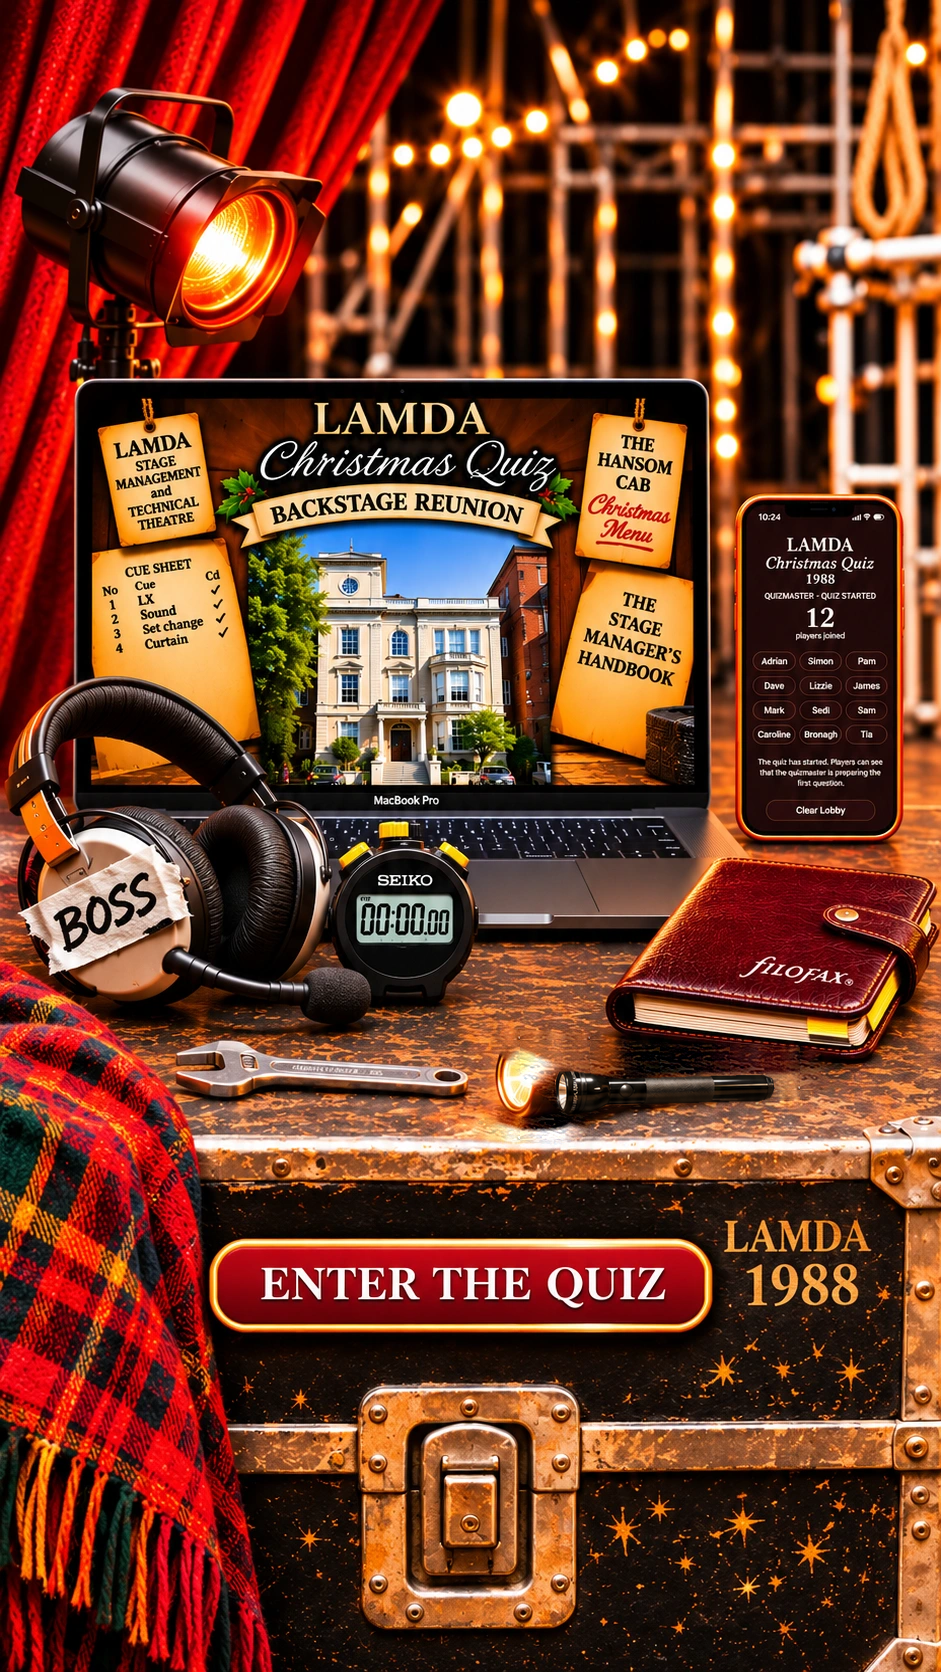 LAMDA
Christmas Quiz
BACKSTAGE REUNION
LAMDA
STAGE
MANAGEMENT
and
TECHNICAL
THEATRE
CUE SHEET
No Cue Cd
1 LX ✓
2 Sound ✓
3 Set change ✓
4 Curtain
THE
HANSOM
CAB
Christmas
Menu
THE
STAGE
MANAGER'S
HANDBOOK
MacBook Pro
10:24
LAMDA
Christmas Quiz
1988
QUIZMASTER - QUIZ STARTED
12
players joined
Adrian Simon Pam
Dave Lizzie James
Mark Sedi Sam
Caroline Bronagh Tia
The quiz has started. Players can see
that the quizmaster is preparing the
first question.
Clear Lobby
BOSS
SEIKO
00:00.00
fILOFAX®
ENTER THE QUIZ
LAMDA
1988